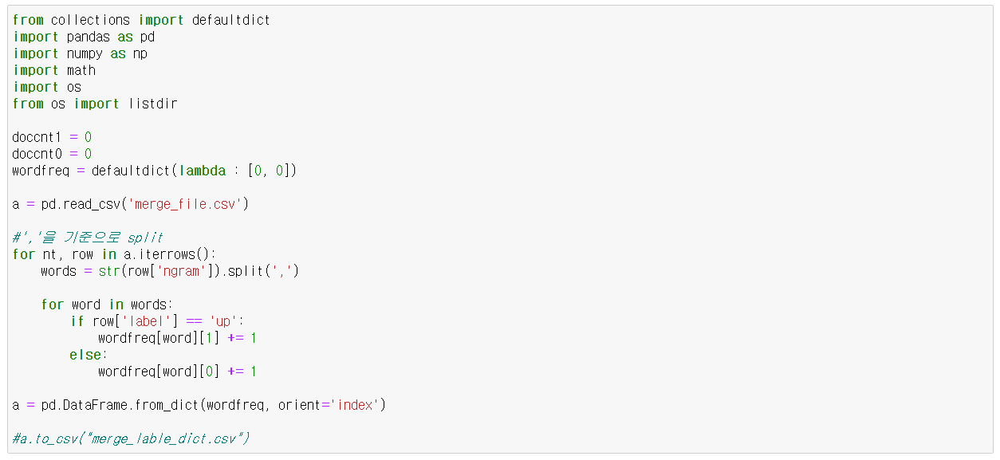 from collections import defaultdict
import pandas as pd
import numpy as np
import math
import os
from os import listdir

doccnt1 = 0
doccnt0 = 0
wordfreq = defaultdict(lambda : [0, 0])

a = pd.read_csv('merge_file.csv')

#','을 기준으로 split
for nt, row in a.iterrows():
    words = str(row['ngram']).split(',')

    for word in words:
        if row['label'] == 'up':
            wordfreq[word][1] += 1
        else:
            wordfreq[word][0] += 1

a = pd.DataFrame.from_dict(wordfreq, orient='index')

#a.to_csv("merge_lable_dict.csv")